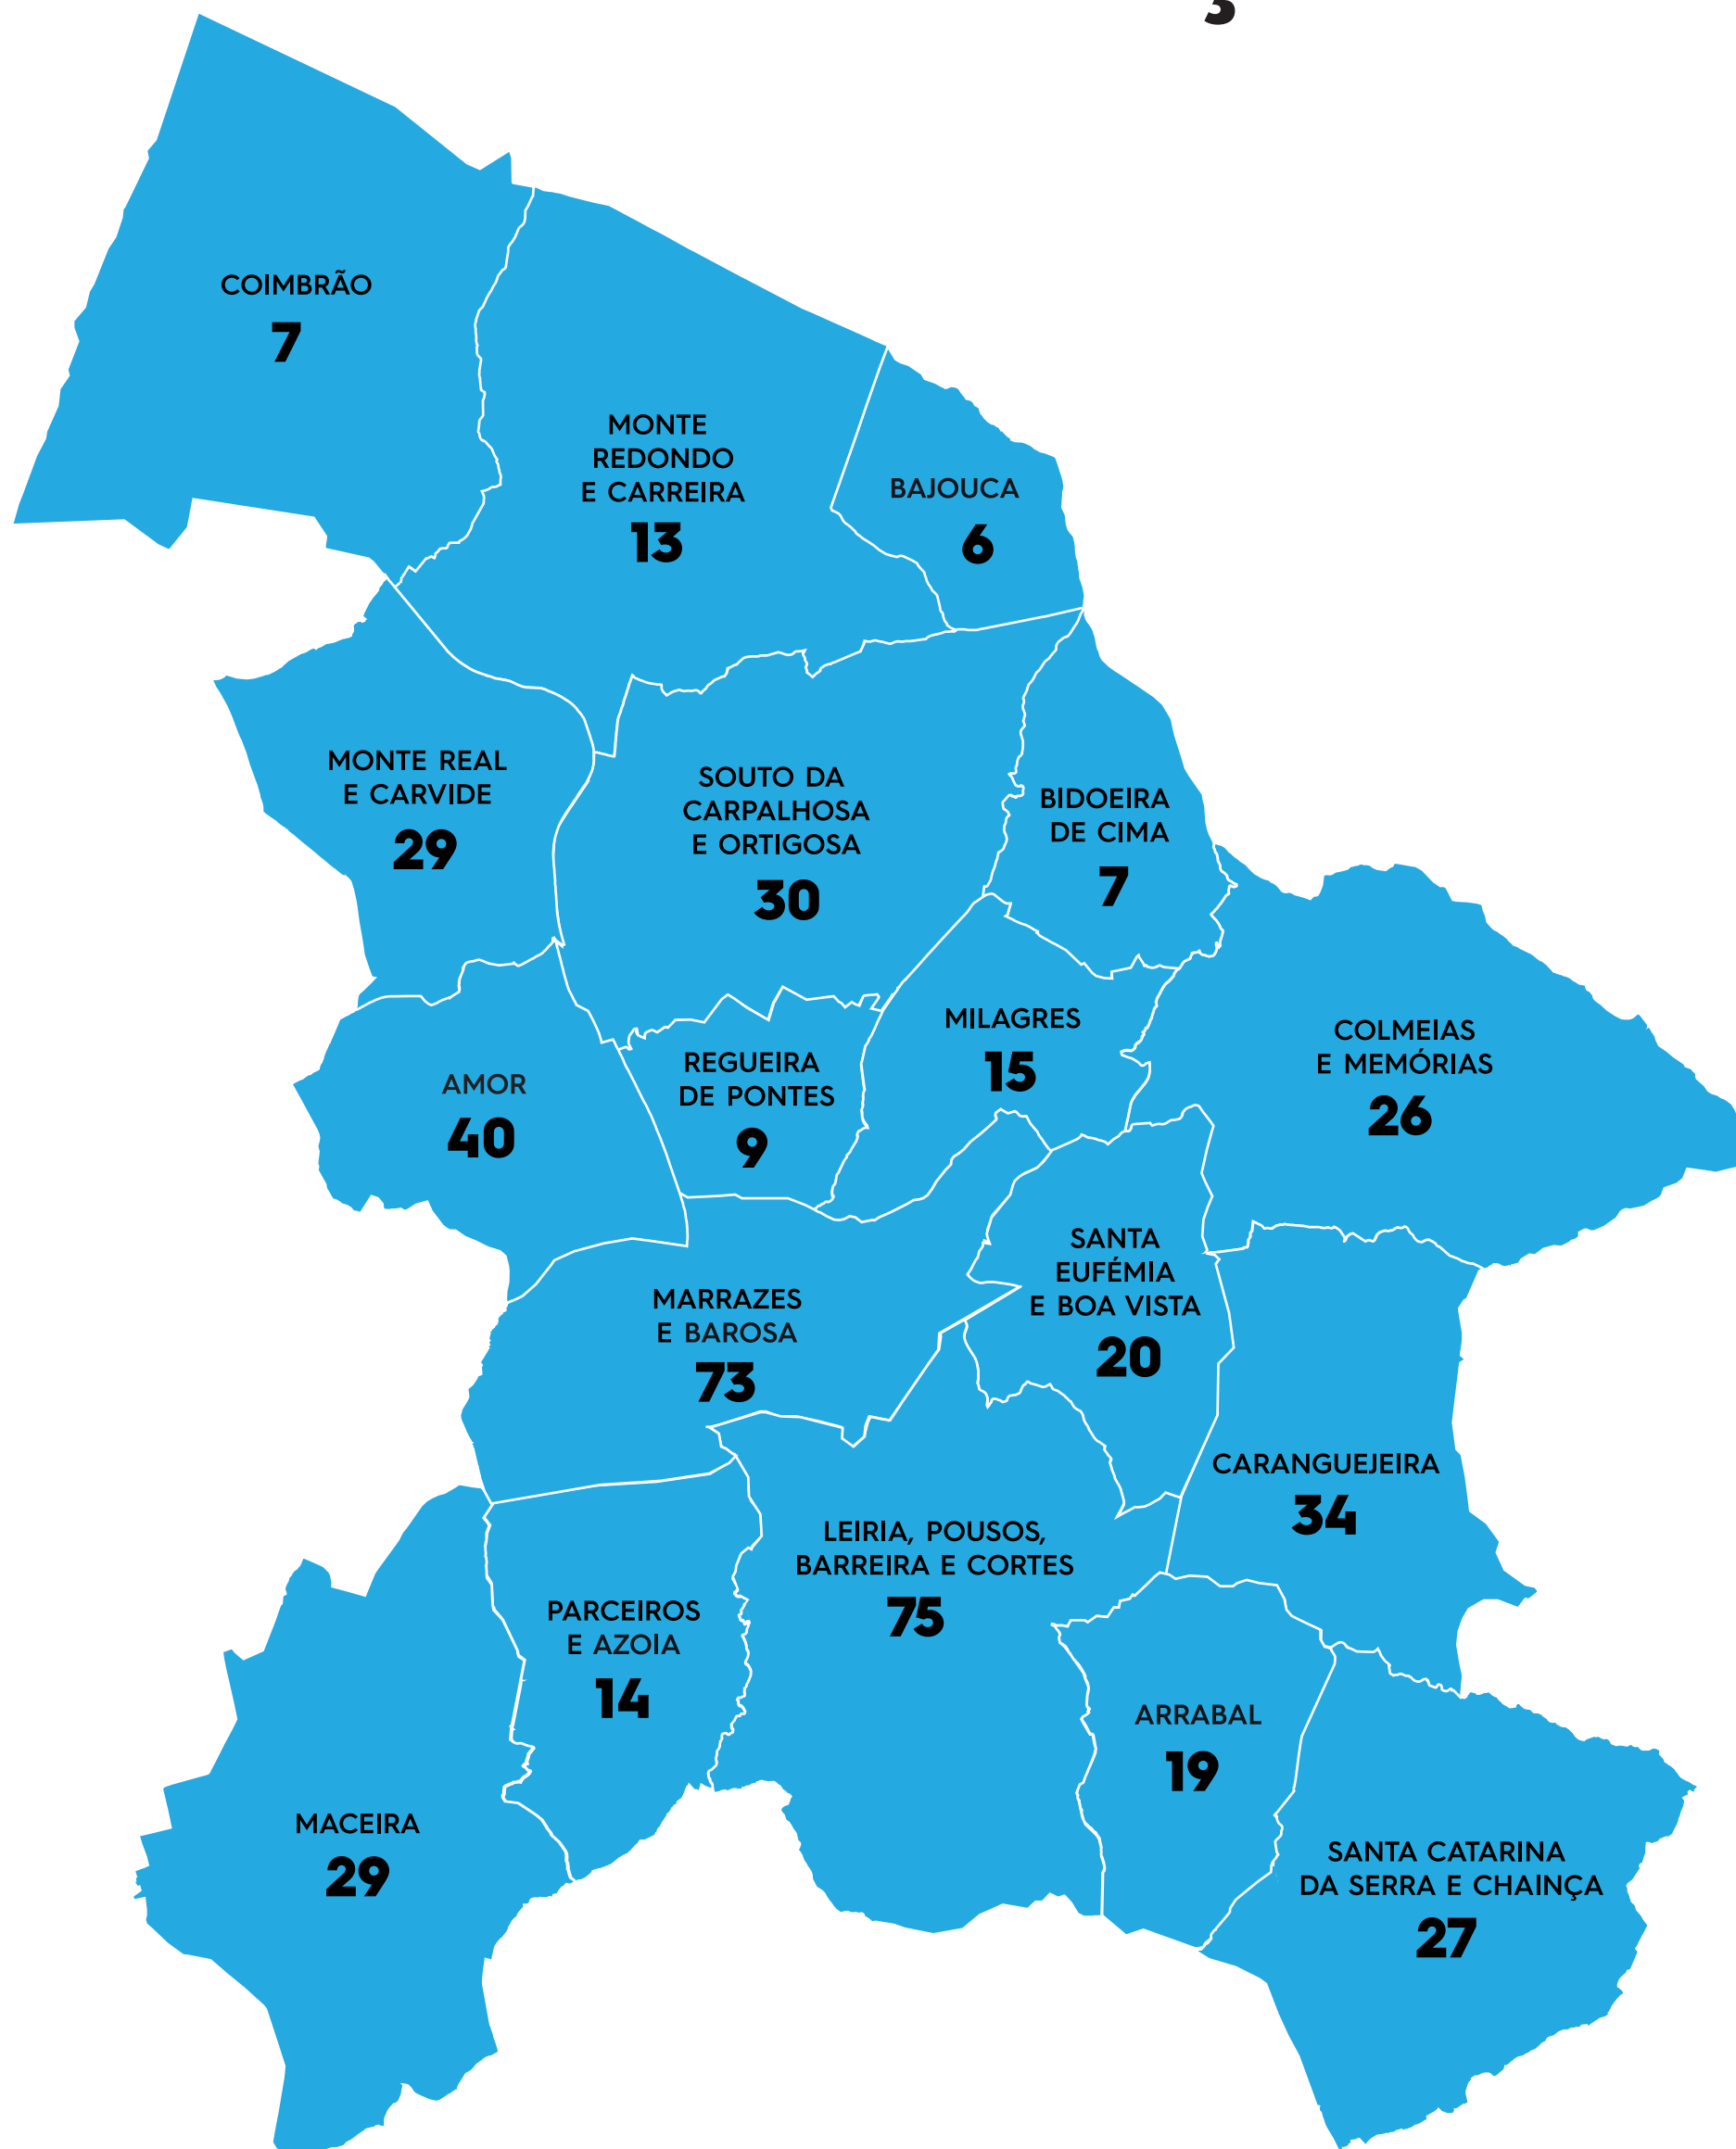 3
COIMBRÃO
7
MONTE
REDONDO
E CARREIRA
13
BAJOUCA
6
MONTE REAL
E CARVIDE
29
SOUTO DA
CARPALHOSA
E ORTIGOSA
30
BIDOEIRA
DE CIMA
7
MILAGRES
15
COLMEIAS
E MEMÓRIAS
26
AMOR
40
REGUEIRA
DE PONTES
9
SANTA
EUFÉMIA
E BOA VISTA
20
MARRAZES
E BAROSA
73
CARANGUEJEIRA
34
LEIRIA, POUSOS,
BARREIRA E CORTES
75
PARCEIROS
E AZOIA
14
ARRABAL
19
MACEIRA
29
SANTA CATARINA
DA SERRA E CHAINÇA
27